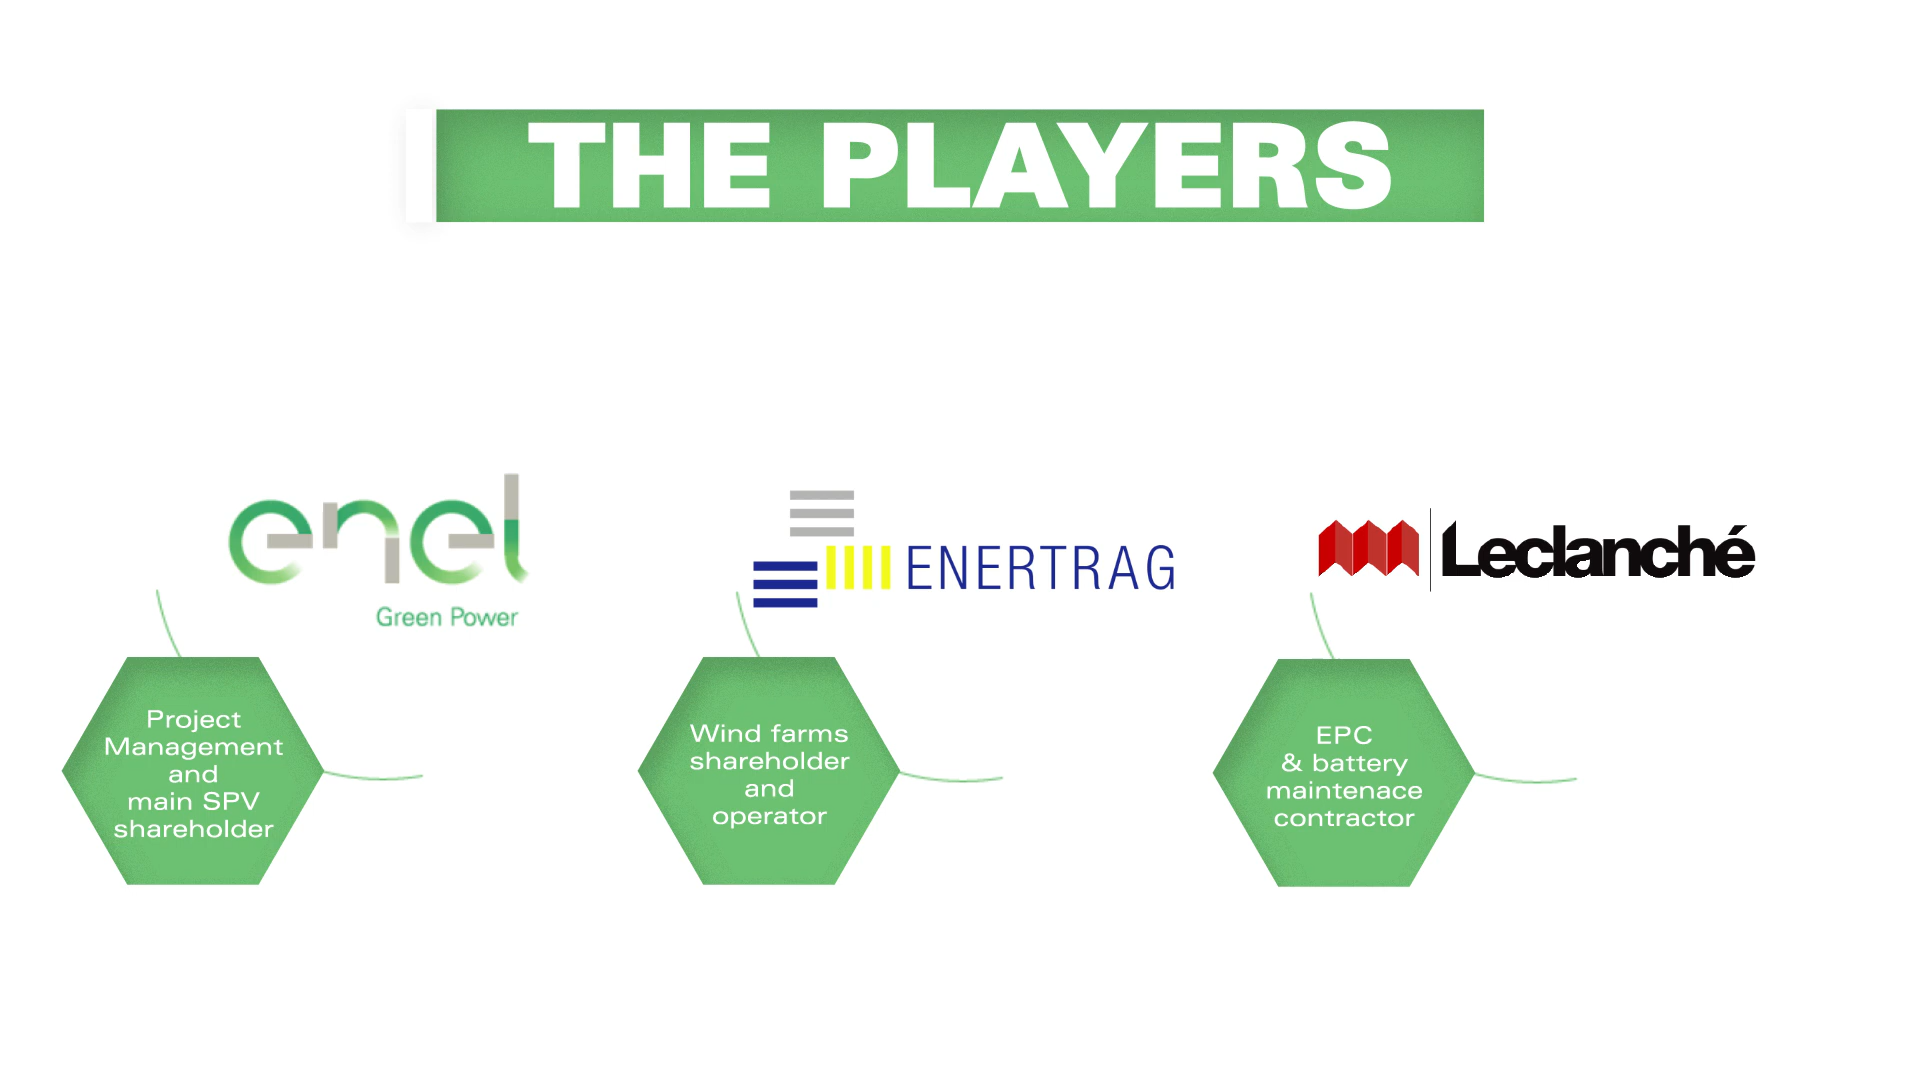 THE PLAYERS
enel
Green Power
ENERTRAG
Leclanché
Project
Management
and
main SPV
shareholder
Wind farms
shareholder
and
operator
EPC
& battery
maintenace
contractor